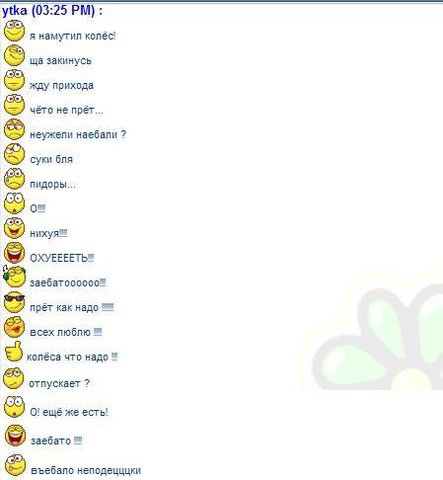 ytka (03:25 PM) :
я намутил колёс!
ща закинусь
жду прихода
чёто не прёт...
неужели наебали ?
суки бля
пидоры...
О!!!
нихуя!!!!
ОХУЕЕЕЕТЬ!!!
заебатоооооо!!!
прёт как надо !!!!!!
всех люблю !!!!
колёса что надо !!!
отпускает ?
О! ещё же есть!
заебато !!!!
въебало неподецццки